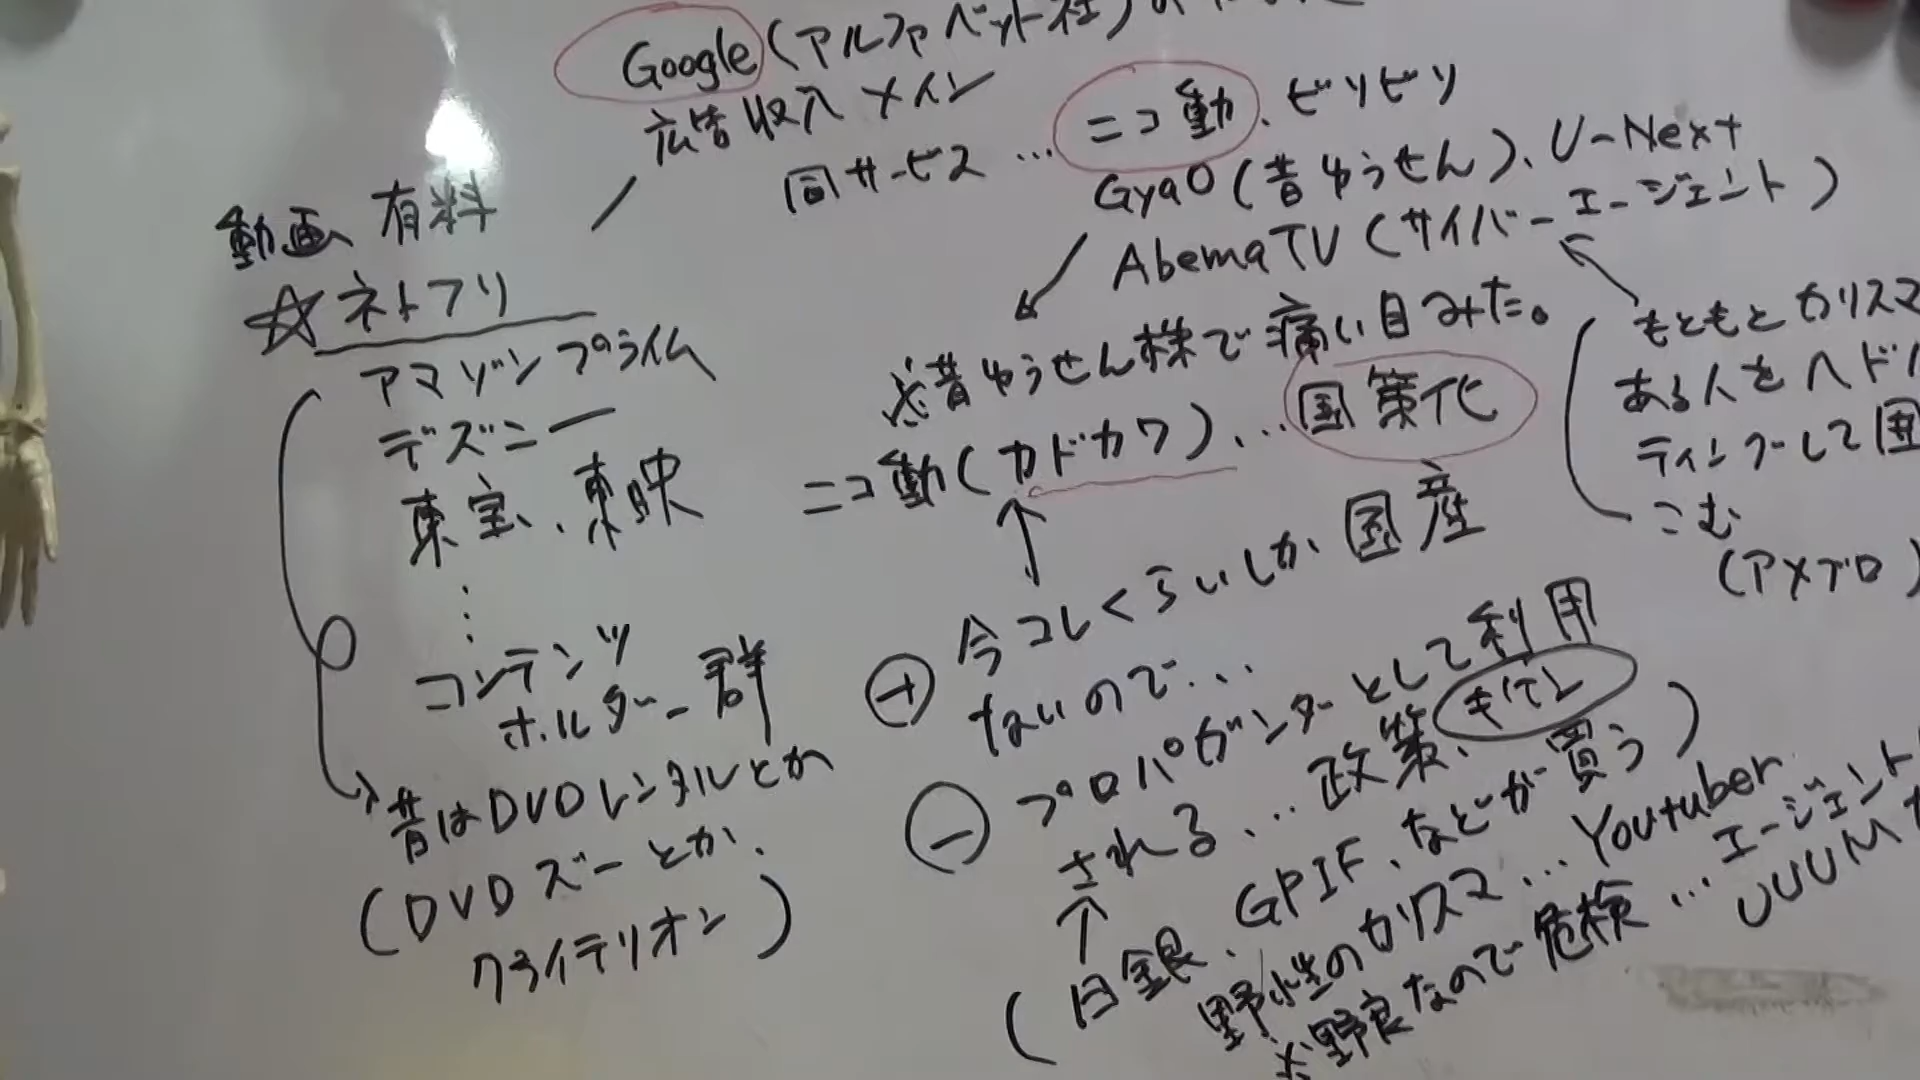 Google(アルファベット社)
広告収入メイン
同サービス…ニコ動、ビリビリ
GyaO(昔ゆうせん)、U-Next
AbemaTV(サイバーエージェント)
もともとカリスマ
ある人をヘドハ
ティングして囲
こむ
(アメブロ)
※昔ゆうせん株で痛い目みた。
ニコ動(カドカワ)…国策化
⊕今コレくらいしか国産
ないので…
⊖プロパガンダーとして利用
される…政策、
(日銀、GPIF、などが買う)
野性のカリスマ…Youtuber
※野良なので危険…エージェント
UUUM
動画 有料
☆ネトフリ
アマゾンプライム
デズニー
東宝、東映
⋮
コンテンツ
ホルダー群
昔はDVDレンタルとか
(DVDズーとか、
クライテリオン)